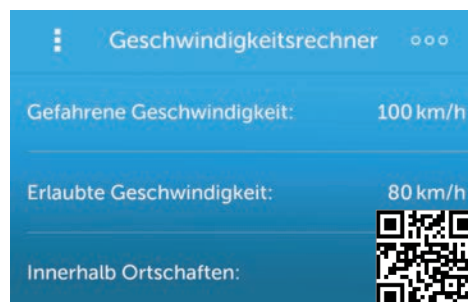 Geschwindigkeitsrechner
Gefahrene Geschwindigkeit: 100 km/h
Erlaubte Geschwindigkeit: 80 km/h
Innerhalb Ortschaften: